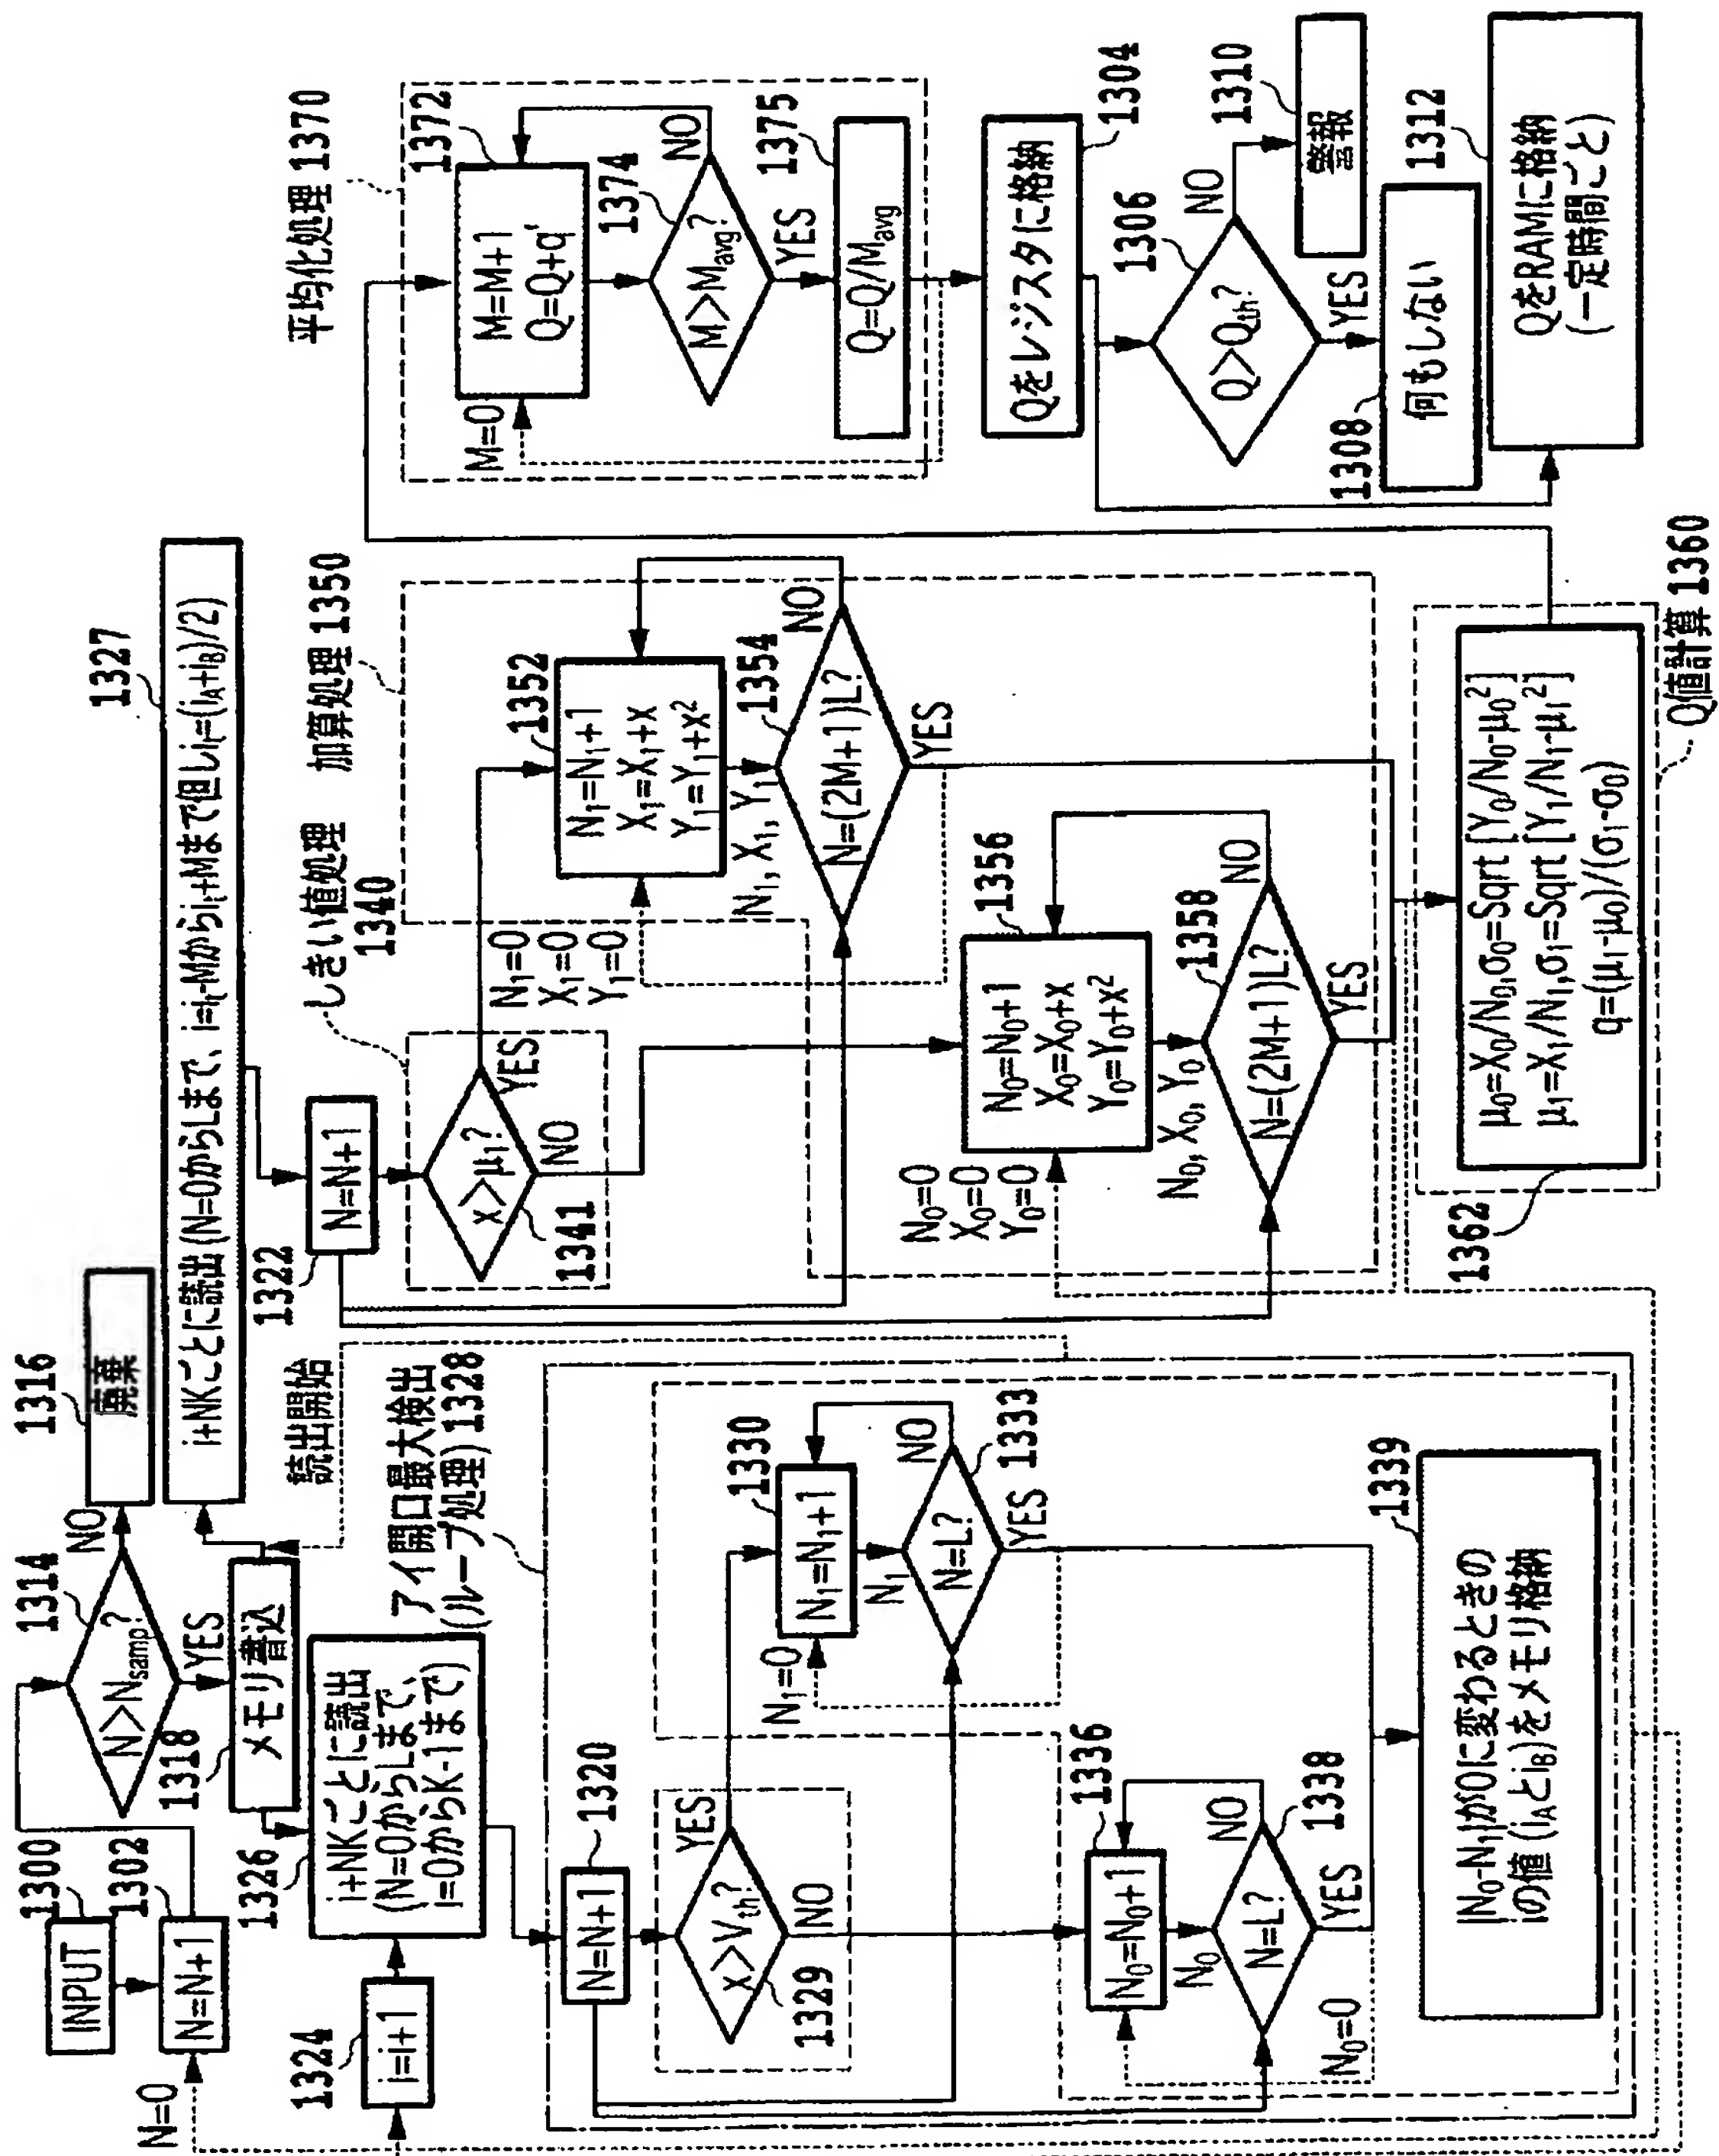 INPUT
1300
N=0
N=N+1
1302
N>Nsamp?
1314
NO
YES
廃棄
1316
メモリ書込
1318
読出開始
i=i+1
1324
i+NKごとに読出
(N=0からLまで、
i=0からK-1まで)
1326
i+NKごとに読出(N=0からLまで、i=it-Mからit+Mまで但しit=(iA+iB)/2)
1327
アイ開口最大検出
(ループ処理)1328
N=N+1
1320
x>Vth?
1329
YES
NO
N1=0
N1=N1+1
1330
N1
N=L?
1333
NO
YES
N0=N0+1
1336
N0
N=L?
1338
NO
YES
N0=0
|N0-N1|が0に変わるときの
iの値(iAとiB)をメモリ格納
1339
N=N+1
1322
しきい値処理
1340
x>μt?
1341
YES
NO
加算処理1350
N1=0
X1=0
Y1=0
N1=N1+1
X1=X1+x
Y1=Y1+x²
1352
N1, X1, Y1
N=(2M+1)L?
1354
NO
YES
N0=0
X0=0
Y0=0
N0=N0+1
X0=X0+x
Y0=Y0+x²
1356
N0, X0, Y0
N=(2M+1)L?
1358
NO
YES
μ0=X0/N0,σ0=Sqrt[Y0/N0-μ0²]
μ1=X1/N1,σ1=Sqrt[Y1/N1-μ1²]
q=(μ1-μ0)/(σ1-σ0)
1362
Q値計算1360
平均化処理1370
M=0
M=M+1
Q=Q+q'
1372
M>Mavg?
1374
NO
YES
Q=Q/Mavg
1375
Qをレジスタに格納
1304
Q>Qth?
1306
NO
YES
警報
1310
何もしない
1308
QをRAMに格納
(一定時間ごと)
1312